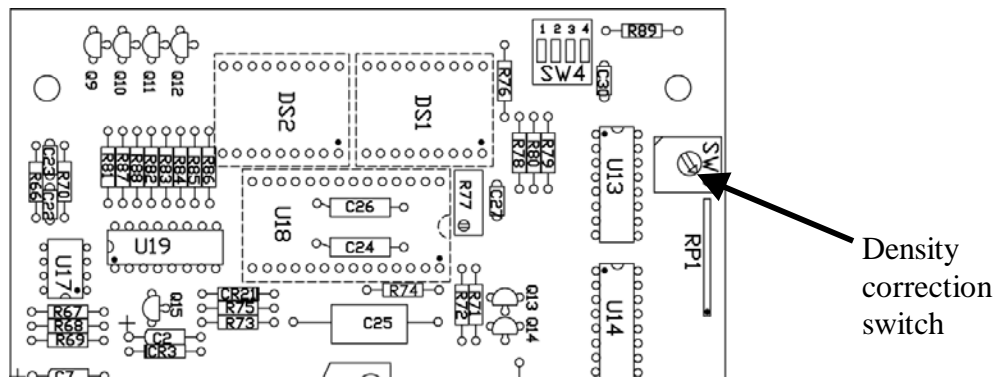 1 2 3 4
SW4
R89
Q9
Q10
Q11
Q12
DS2
DS1
R76
C30
R81
R87
R88
R82
R83
R84
R85
R86
R78
R80
R79
U13
SW
C23
R66
C22
R70
U18
C26
C24
R77
C27
U19
U17
RP1
Density
correction
switch
R74
R72
R71
Q13
Q14
U14
Q15
CR21
R75
R73
C25
R67
R68
R69
C2
CR3
C7